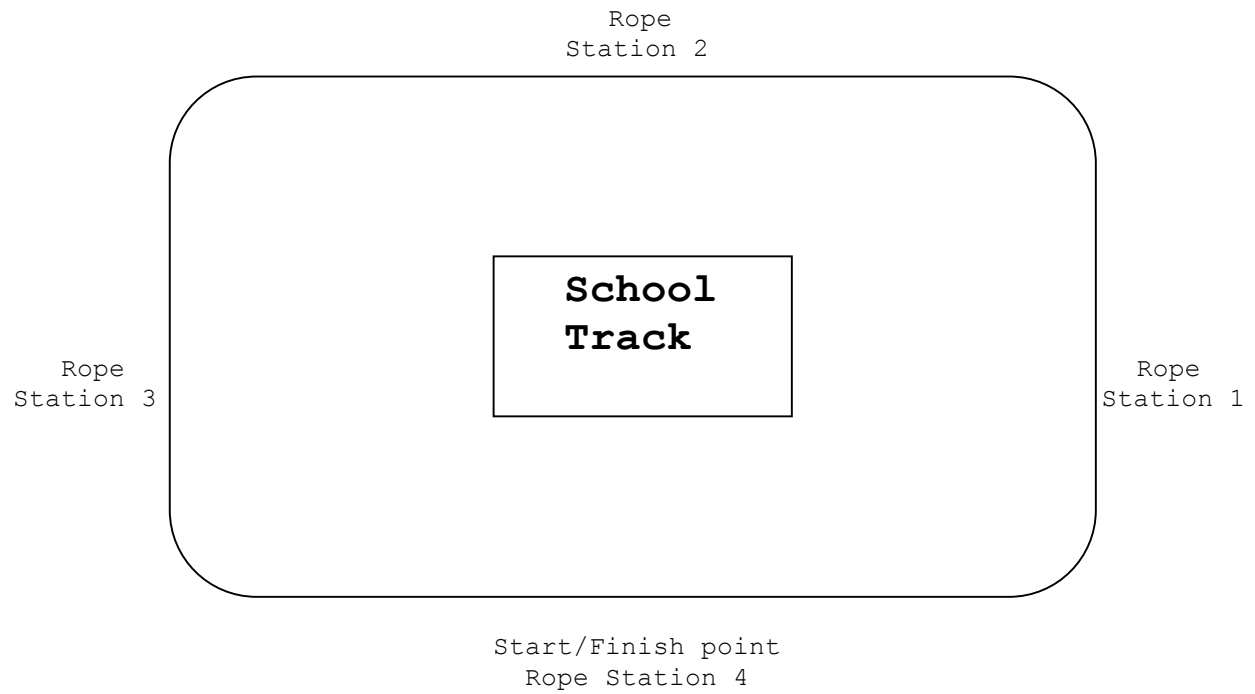 Rope
Station 2
School
Track
Rope
Station 3
Rope
Station 1
Start/Finish point
Rope Station 4